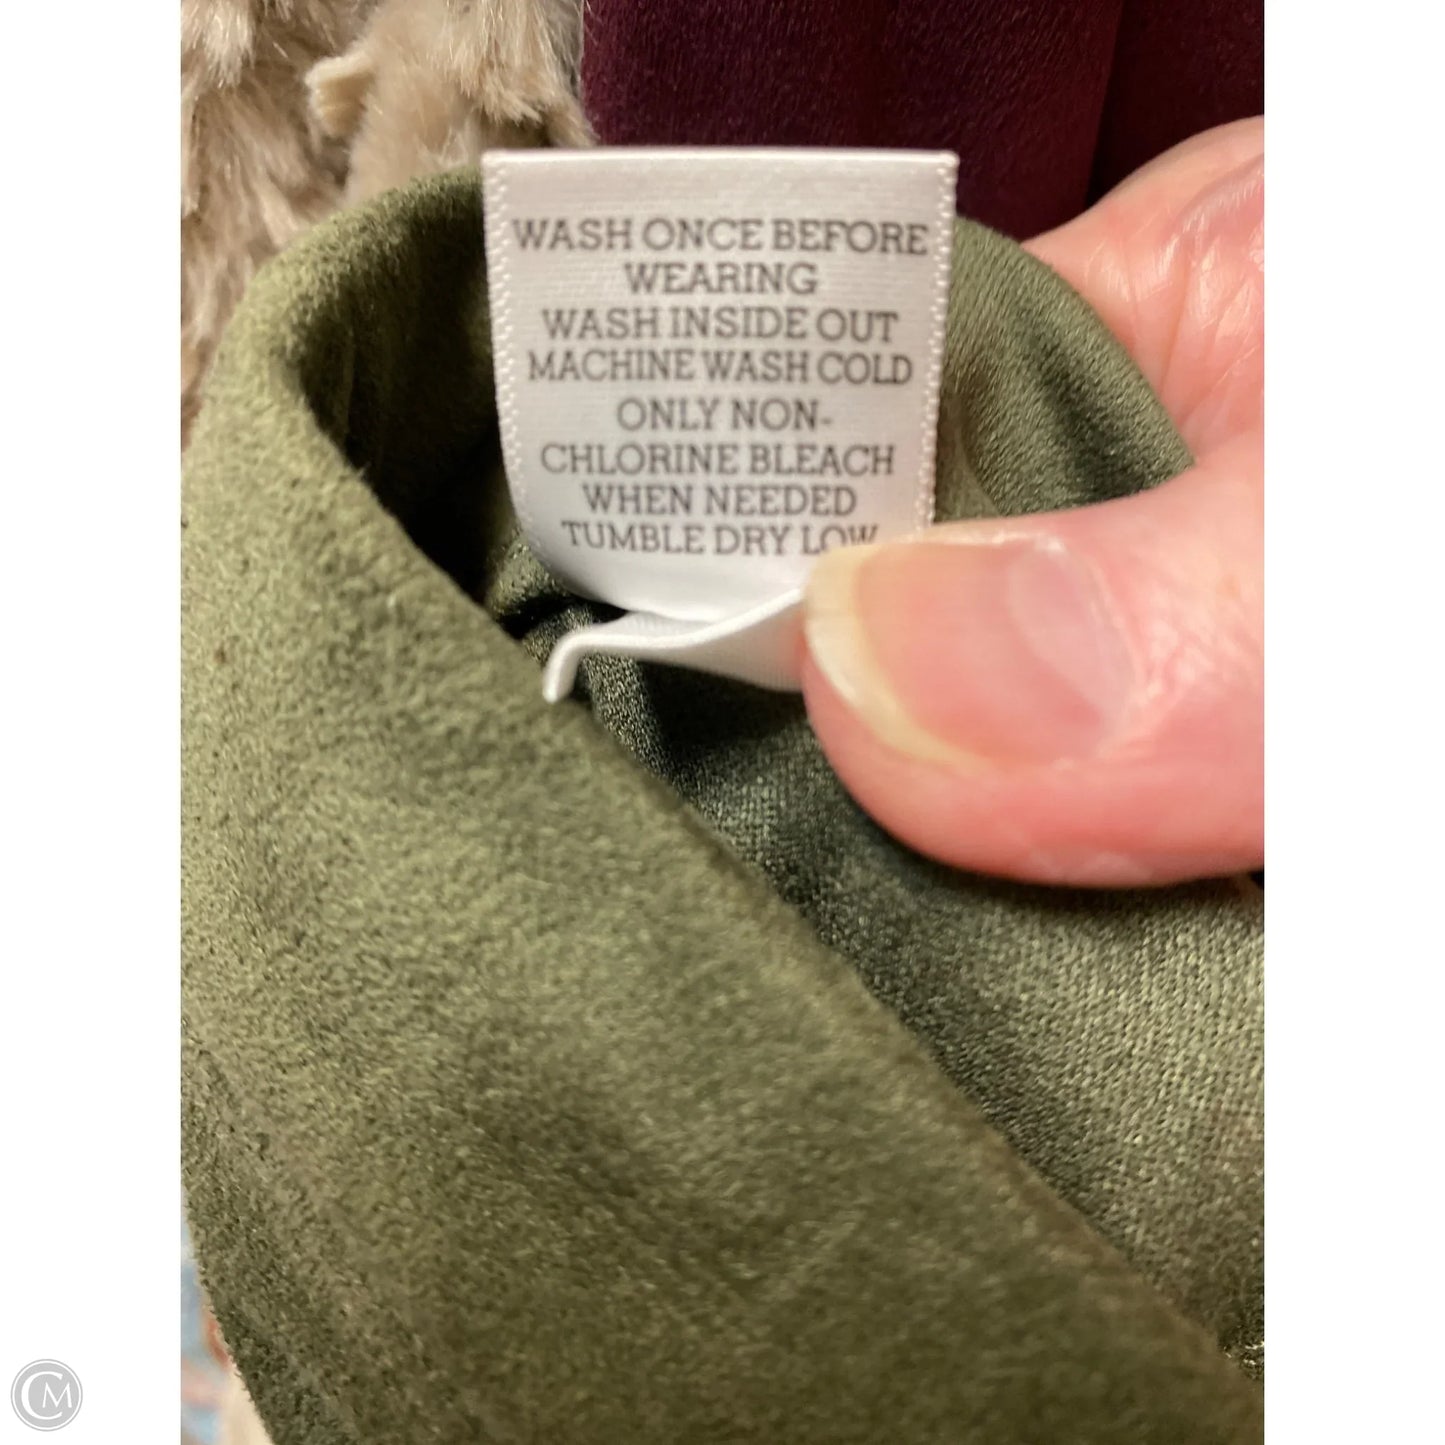 WASH ONCE BEFORE
WEARING
WASH INSIDE OUT
MACHINE WASH COLD
ONLY NON-
CHLORINE BLEACH
WHEN NEEDED
TUMBLE DRY LOW
CM